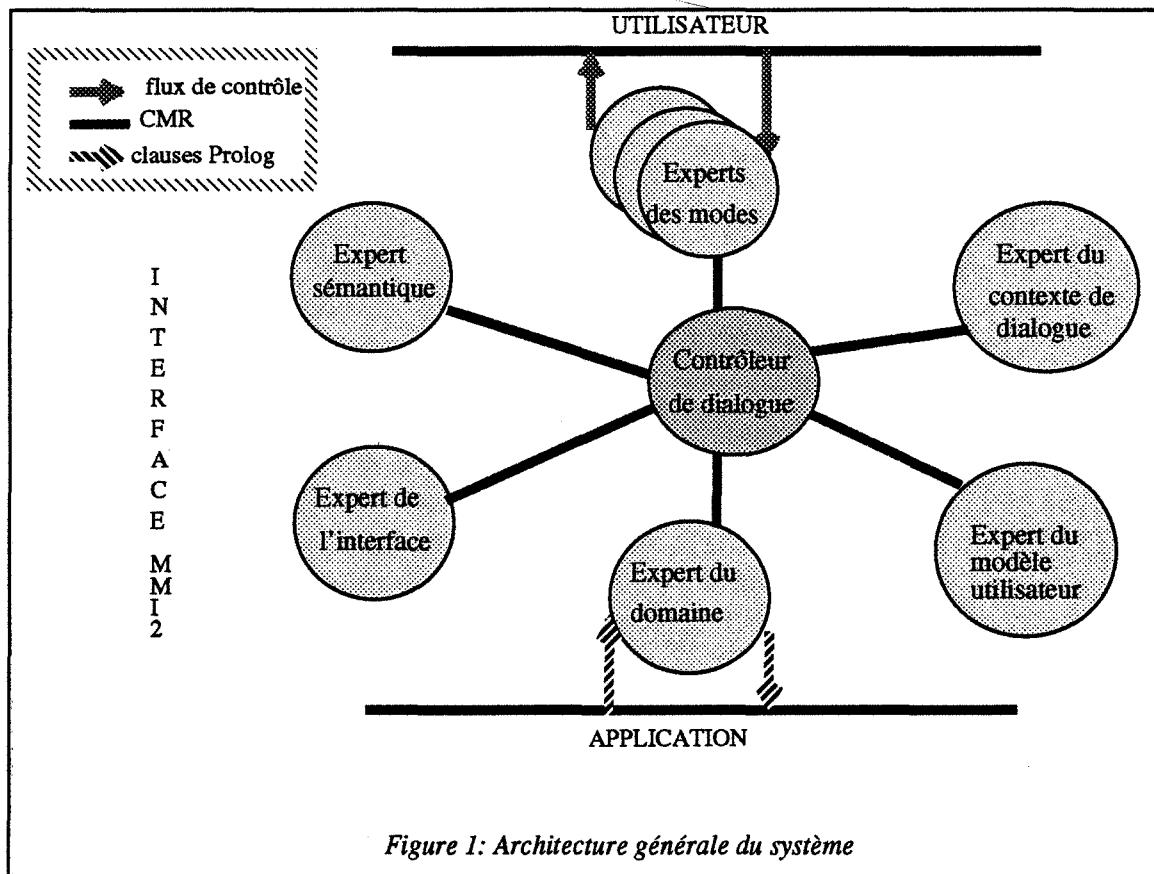 UTILISATEUR
flux de contrôle
CMR
clauses Prolog
Experts
des modes
Expert
sémantique
Expert du
contexte de
dialogue
Contrôleur
de dialogue
I
N
T
E
R
F
A
C
E
M
M
I
2
Expert de
l'interface
Expert du
domaine
Expert du
modèle
utilisateur
APPLICATION
Figure 1: Architecture générale du système